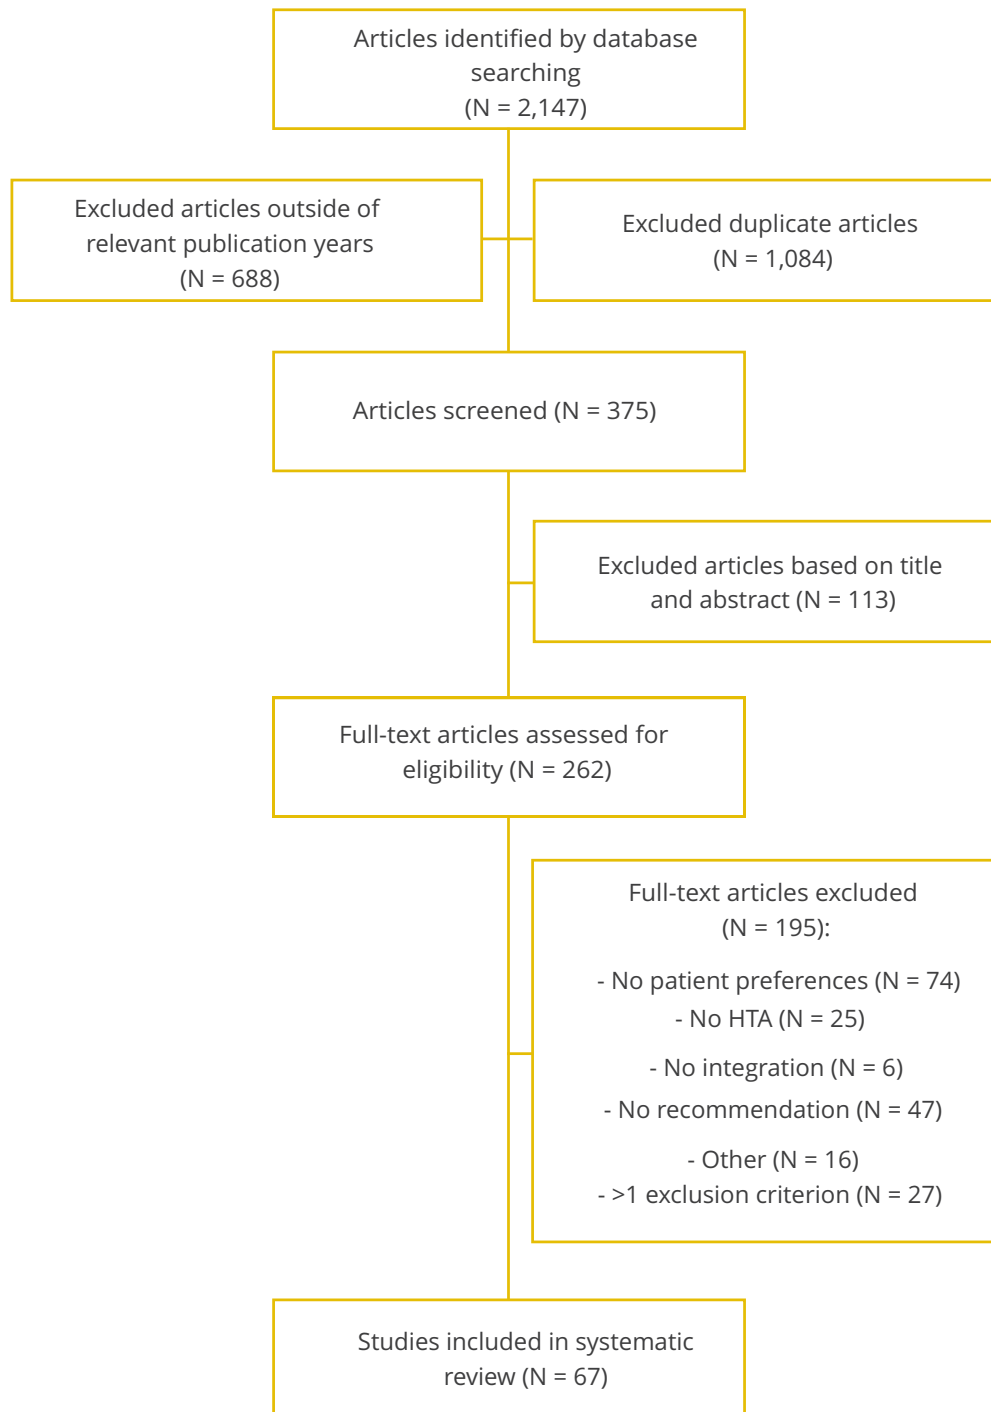 Articles identified by database
searching
(N = 2,147)
Excluded articles outside of
relevant publication years
(N = 688)
Excluded duplicate articles
(N = 1,084)
Articles screened (N = 375)
Excluded articles based on title
and abstract (N = 113)
Full-text articles assessed for
eligibility (N = 262)
Full-text articles excluded
(N = 195):
- No patient preferences (N = 74)
- No HTA (N = 25)
- No integration (N = 6)
- No recommendation (N = 47)
- Other (N = 16)
- >1 exclusion criterion (N = 27)
Studies included in systematic
review (N = 67)